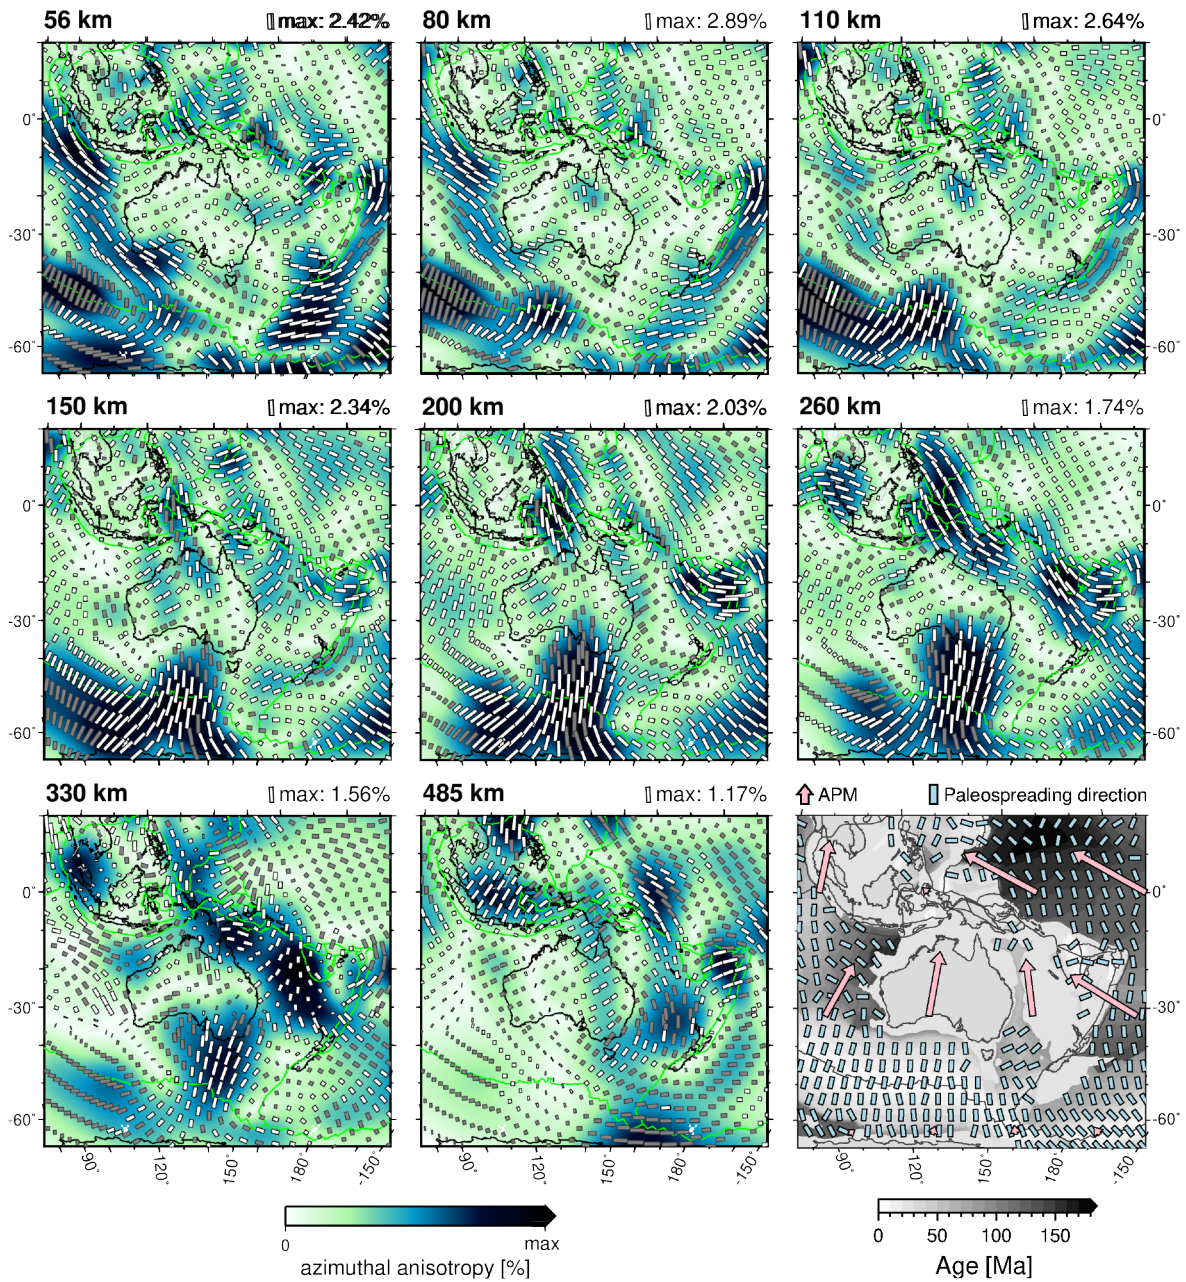 56 km max: 2.42% 80 km max: 2.89% 110 km max: 2.64%
0° 0°
-30° -30°
-60° -60°
150 km max: 2.34% 200 km max: 2.03% 260 km max: 1.74%
0° 0°
-30° -30°
-60° -60°
330 km max: 1.56% 485 km max: 1.17% APM Paleospreading direction
0° 0°
-30° -30°
-60° -60°
90° 120° 150° 180° -150° 90° 120° 150° 180° -150° 90° 120° 150° 180° -150°
0 max 0 50 100 150
azimuthal anisotropy [%] Age [Ma]